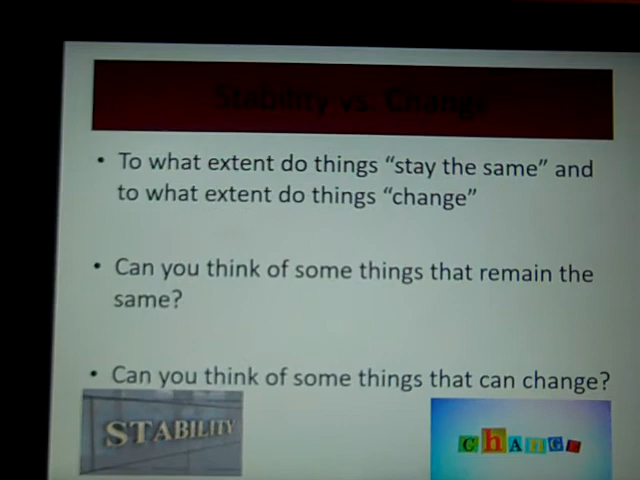 Stability vs. Change
• To what extent do things “stay the same” and
to what extent do things “change”
• Can you think of some things that remain the
same?
• Can you think of some things that can change?
STABILITY
CHANGE